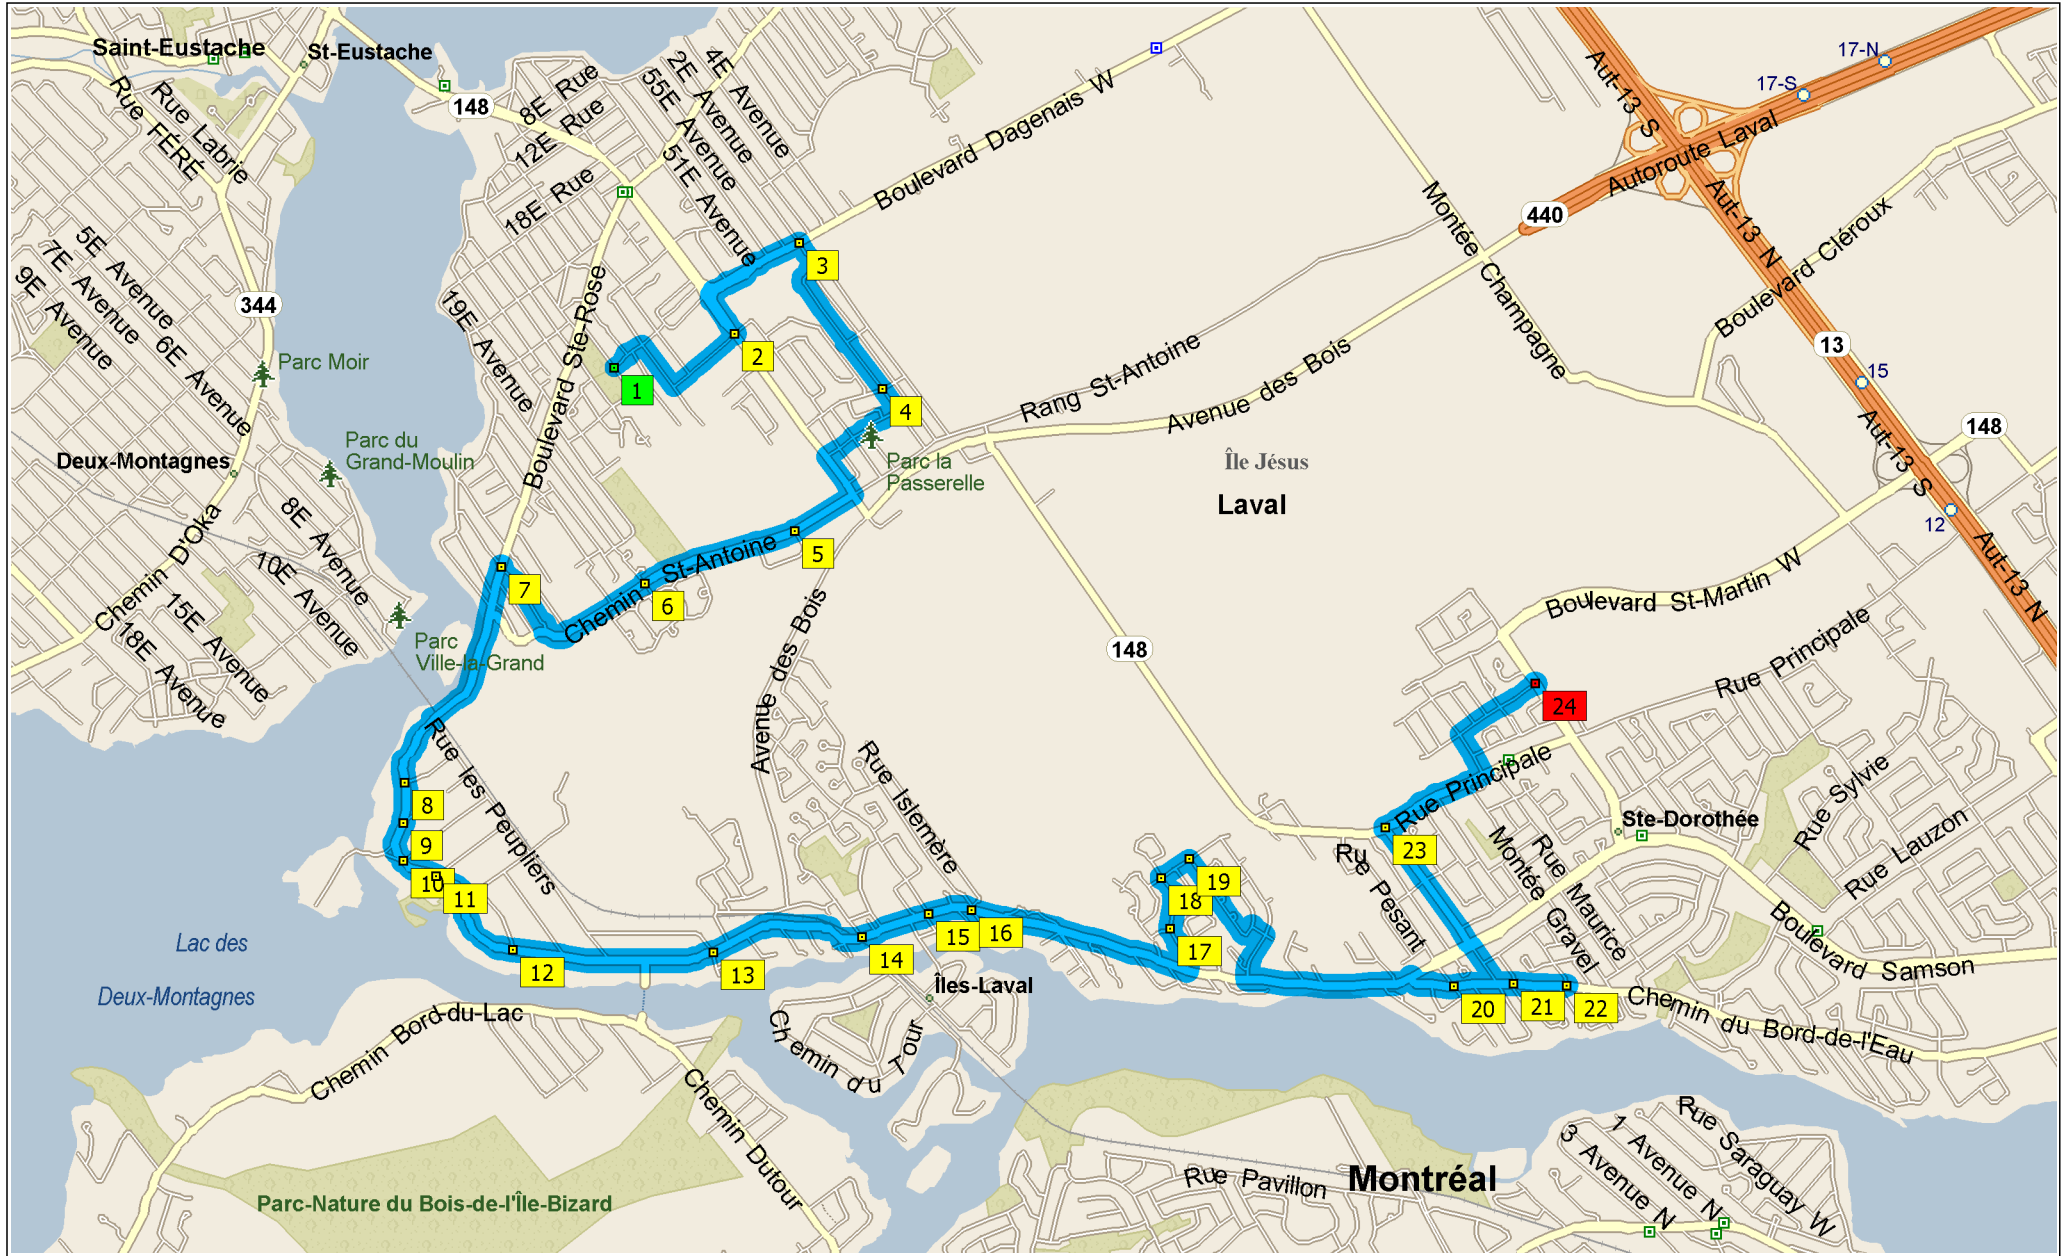 Saint-Eustache
St-Eustache
148
Rue Labrie
Rue FÉRÉ
8E Rue
12E Rue
18E Rue
4E Avenue
2E Avenue
55E Avenue
51E Avenue
Boulevard Dagenais W
Aut-13 S
17-N
17-S
Autoroute Laval
440
Aut-13 N
Boulevard Cléroux
Montée Champagne
13
15
Aut-13 S
148
12
Aut-13 N
5E Avenue
7E Avenue
9E Avenue
6E Avenue
344
Parc Moir
19E Avenue
Boulevard Ste-Rose
1
2
3
4
Rang St-Antoine
Avenue des Bois
Parc du
Grand-Moulin
Parc la
Passerelle
Île Jésus
Laval
Deux-Montagnes
Chemin D'Oka
8E Avenue
10E Avenue
15E Avenue
18E Avenue
Parc
Ville-la-Grand
5
6
7
Chemin St-Antoine
Avenue des Bois
148
Boulevard St-Martin W
Rue Principale
24
Rue Principale
23
Rue les Peupliers
Rue Islemère
8
9
10
11
12
13
14
15
16
17
18
19
20
21
22
Rue Pesant
Montée Gravel
Rue Maurice
Ste-Dorothée
Rue Sylvie
Rue Lauzon
Boulevard Samson
Chemin du Bord-de-l'Eau
Lac des
Deux-Montagnes
Îles-Laval
Chemin du Tour
Chemin Bord-du-Lac
Chemin Dutour
Parc-Nature du Bois-de-l'Île-Bizard
Rue Pavillon
Montréal
3 Avenue N
1 Avenue N
Rue Saraguay W